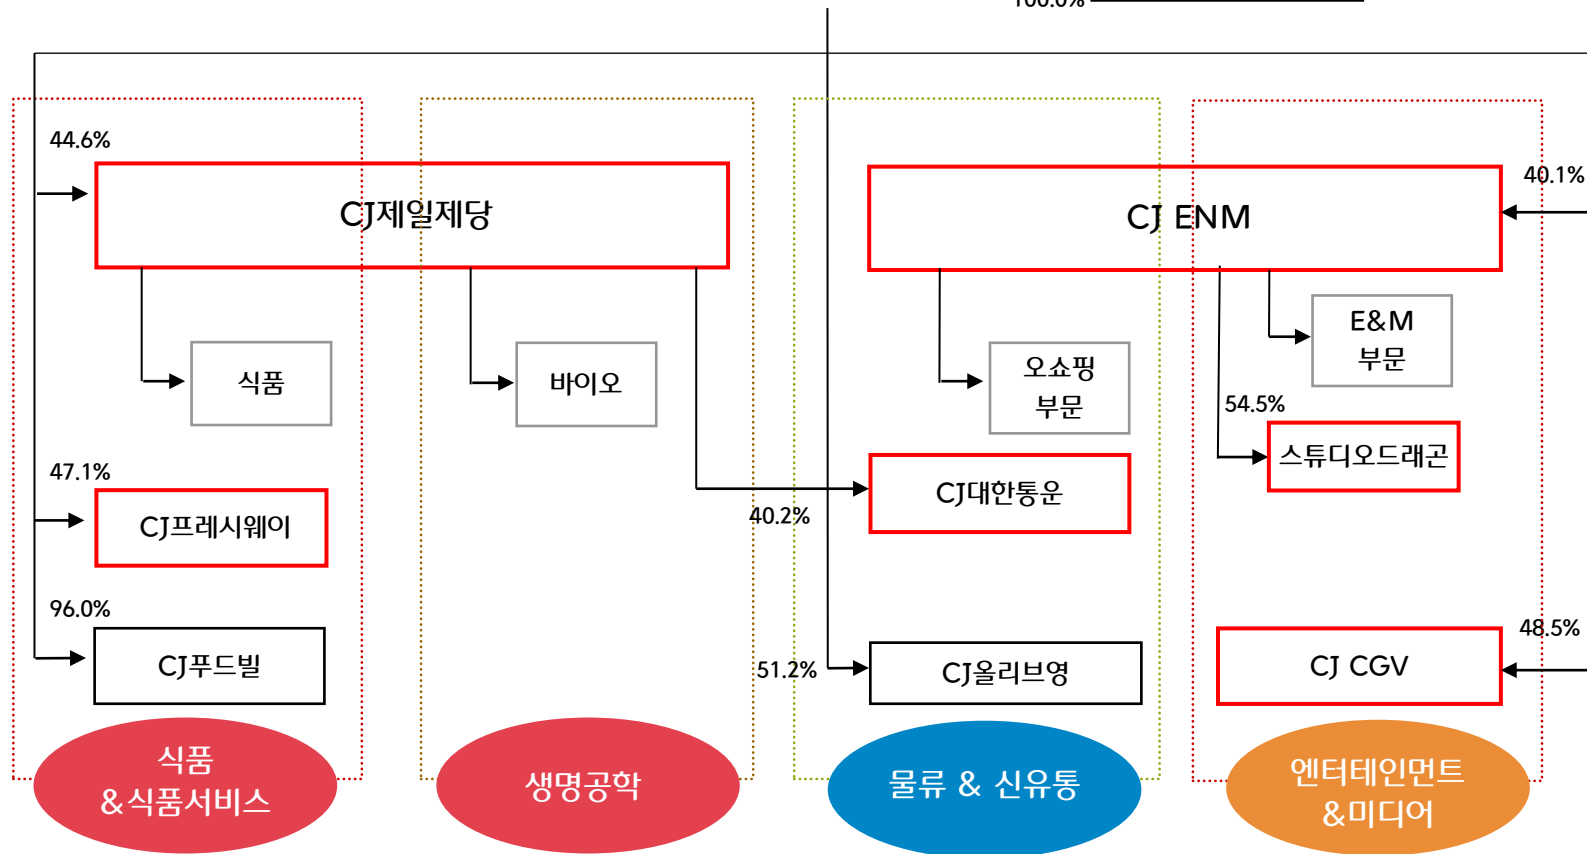 100.0%
44.6%
40.1%
CJ제일제당
CJ ENM
E&M
부문
식품
바이오
오쇼핑
부문
54.5%
스튜디오드래곤
47.1%
CJ프레시웨이
CJ대한통운
40.2%
96.0%
48.5%
CJ푸드빌
51.2%
CJ올리브영
CJ CGV
식품
&식품서비스
생명공학
물류 & 신유통
엔터테인먼트
&미디어